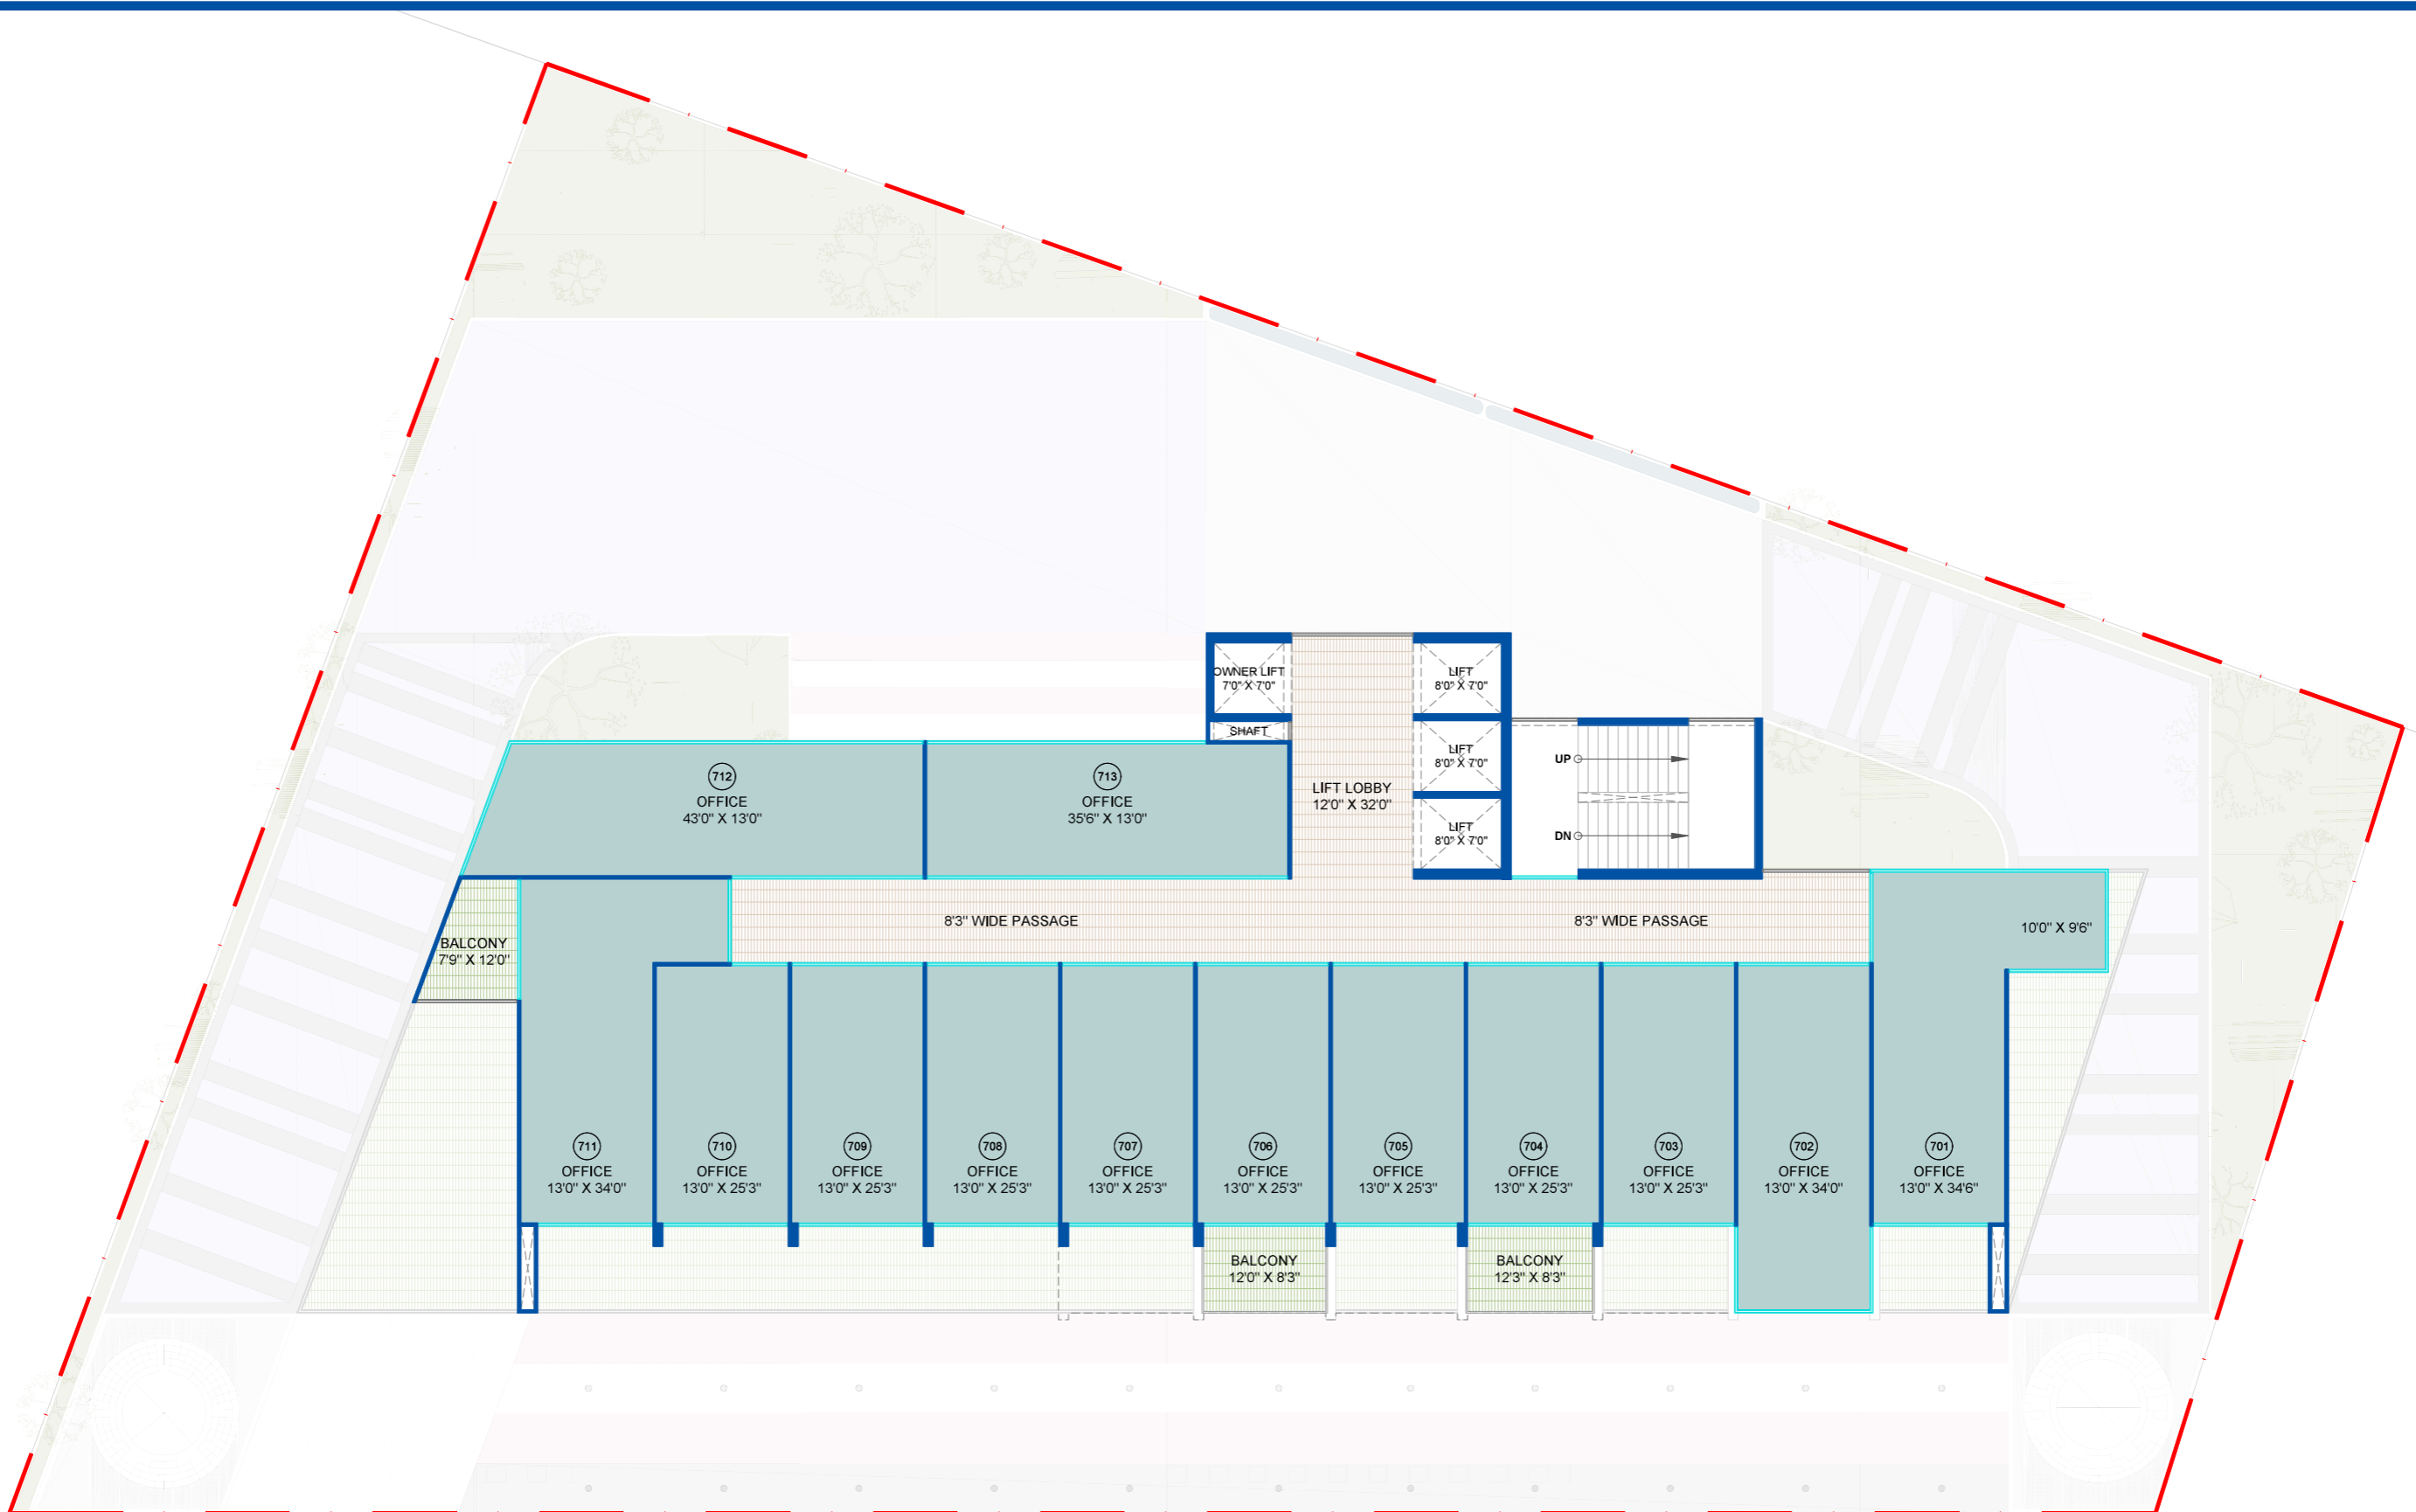 OWNER LIFT
7'0" X 7'0"
LIFT
8'0" X 7'0"
SHAFT
LIFT
8'0" X 7'0"
UP
712
OFFICE
43'0" X 13'0"
713
OFFICE
35'6" X 13'0"
LIFT LOBBY
12'0" X 32'0"
LIFT
8'0" X 7'0"
DN
8'3" WIDE PASSAGE
8'3" WIDE PASSAGE
10'0" X 9'6"
BALCONY
7'9" X 12'0"
711
OFFICE
13'0" X 34'0"
710
OFFICE
13'0" X 25'3"
709
OFFICE
13'0" X 25'3"
708
OFFICE
13'0" X 25'3"
707
OFFICE
13'0" X 25'3"
706
OFFICE
13'0" X 25'3"
705
OFFICE
13'0" X 25'3"
704
OFFICE
13'0" X 25'3"
703
OFFICE
13'0" X 25'3"
702
OFFICE
13'0" X 34'0"
701
OFFICE
13'0" X 34'6"
BALCONY
12'0" X 8'3"
BALCONY
12'3" X 8'3"